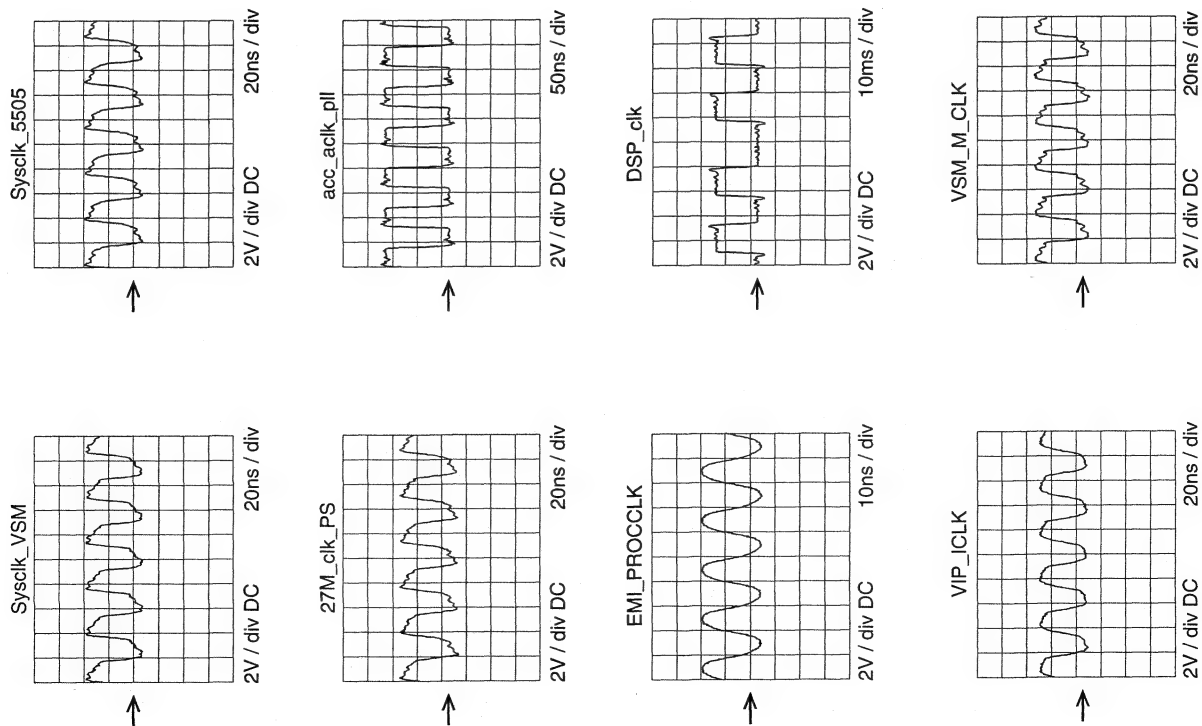 Sysclk_VSM
2V / div DC 20ns / div
Sysclk_5505
2V / div DC 20ns / div
27M_clk_PS
2V / div DC 20ns / div
acc_aclk_pll
2V / div DC 50ns / div
EMI_PROCCLK
2V / div DC 10ns / div
DSP_clk
2V / div DC 10ms / div
VIP_ICLK
2V / div DC 20ns / div
VSM_M_CLK
2V / div DC 20ns / div